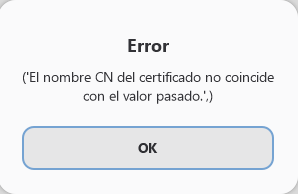 Error
('El nombre CN del certificado no coincide
con el valor pasado.',)
OK